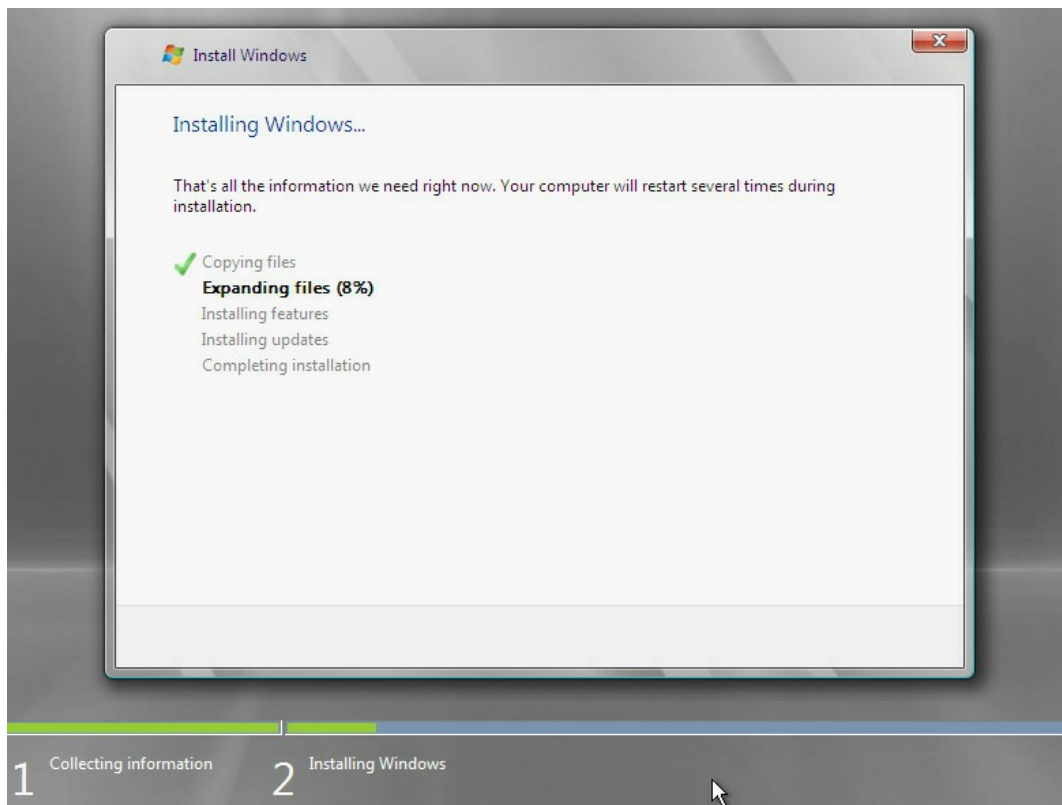 Install Windows
Installing Windows...
That's all the information we need right now. Your computer will restart several times during
installation.
Copying files
Expanding files (8%)
Installing features
Installing updates
Completing installation
1 Collecting information
2 Installing Windows